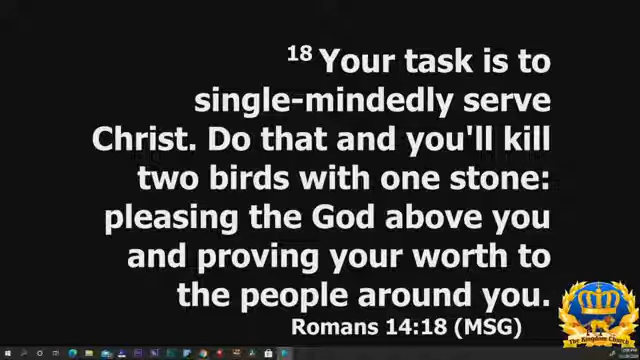 18 Your task is to
single-mindedly serve
Christ. Do that and you'll kill
two birds with one stone:
pleasing the God above you
and proving your worth to
the people around you.
Romans 14:18 (MSG)
The Kingdom Church